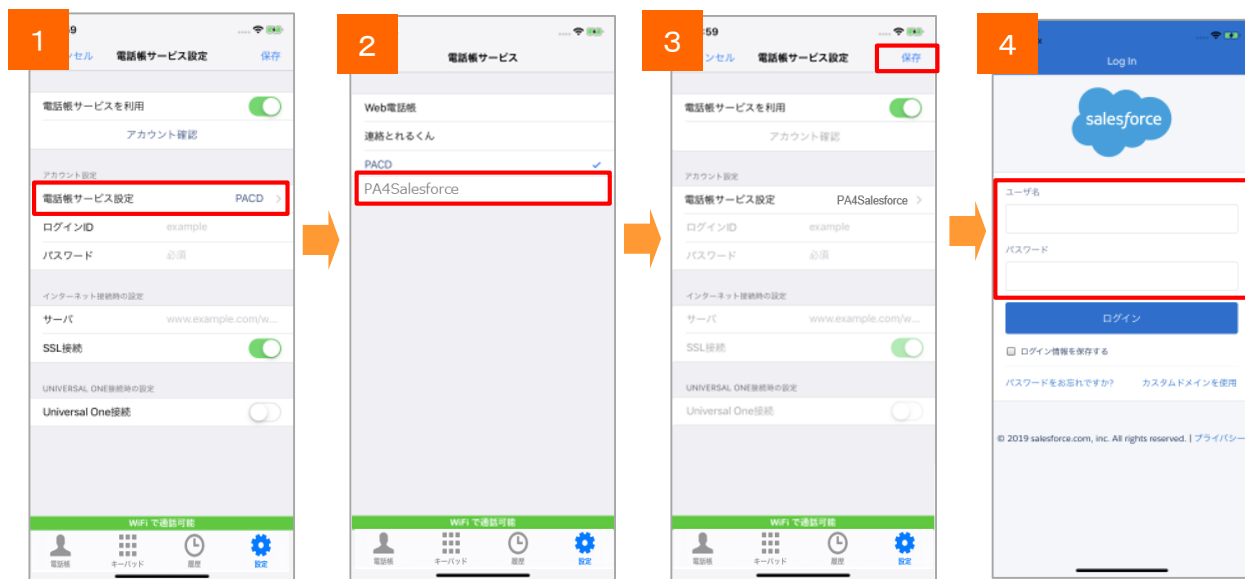 1
9
ンセル 電話帳サービス設定 保存
電話帳サービスを利用
アカウント確認
アカウント設定
電話帳サービス設定 PACD
ログインID example
パスワード 必須
インターネット接続時の設定
サーバ www.example.com/w...
SSL接続
UNIVERSAL ONE接続時の設定
Universal One接続
WiFi で通話可能
電話帳 キーパッド 履歴 設定
2
電話帳サービス
Web電話帳
連絡とれるくん
PACD
PA4Salesforce
WiFi で通話可能
電話帳 キーパッド 履歴 設定
3
:59
ンセル 電話帳サービス設定 保存
電話帳サービスを利用
アカウント確認
アカウント設定
電話帳サービス設定 PA4Salesforce
ログインID example
パスワード 必須
インターネット接続時の設定
サーバ www.example.com/w...
SSL接続
UNIVERSAL ONE接続時の設定
Universal One接続
WiFi で通話可能
電話帳 キーパッド 履歴 設定
4
Log In
salesforce
ユーザ名
パスワード
ログイン
ログイン情報を保存する
パスワードをお忘れですか? カスタムドメインを使用
© 2019 salesforce.com, inc. All rights reserved. | プライバシー